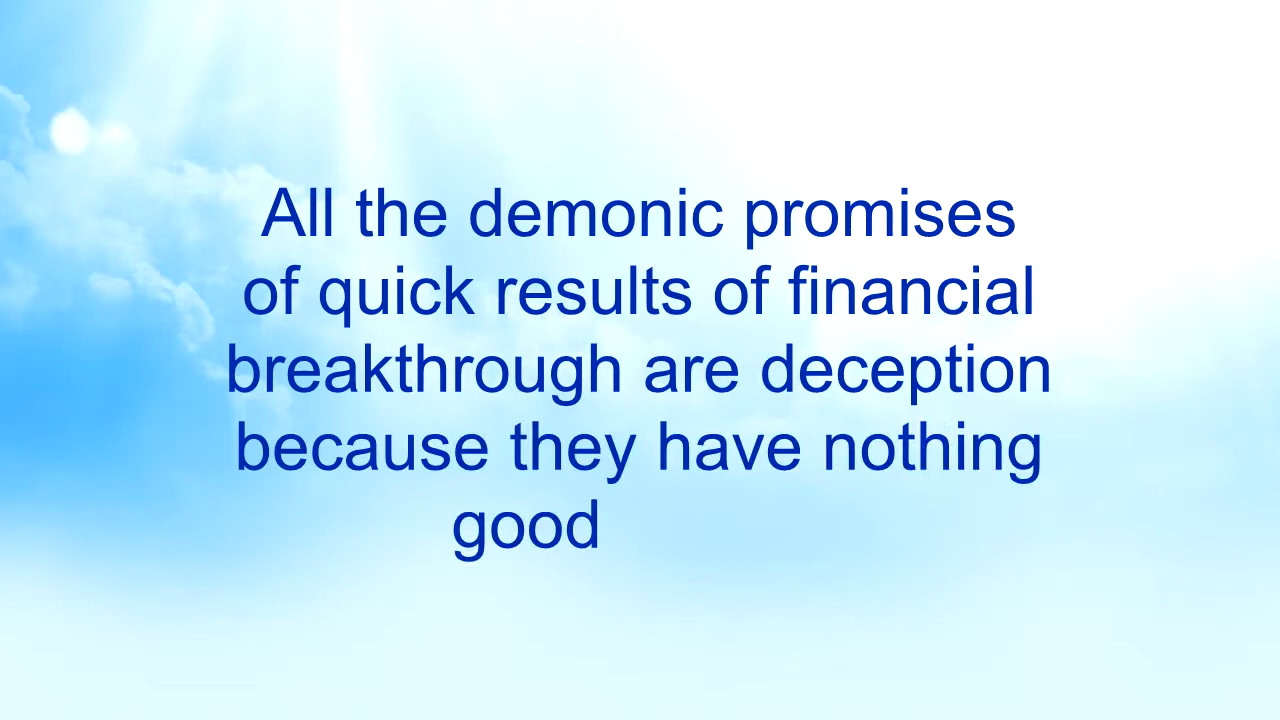 All the demonic promises
of quick results of financial
breakthrough are deception
because they have nothing
good